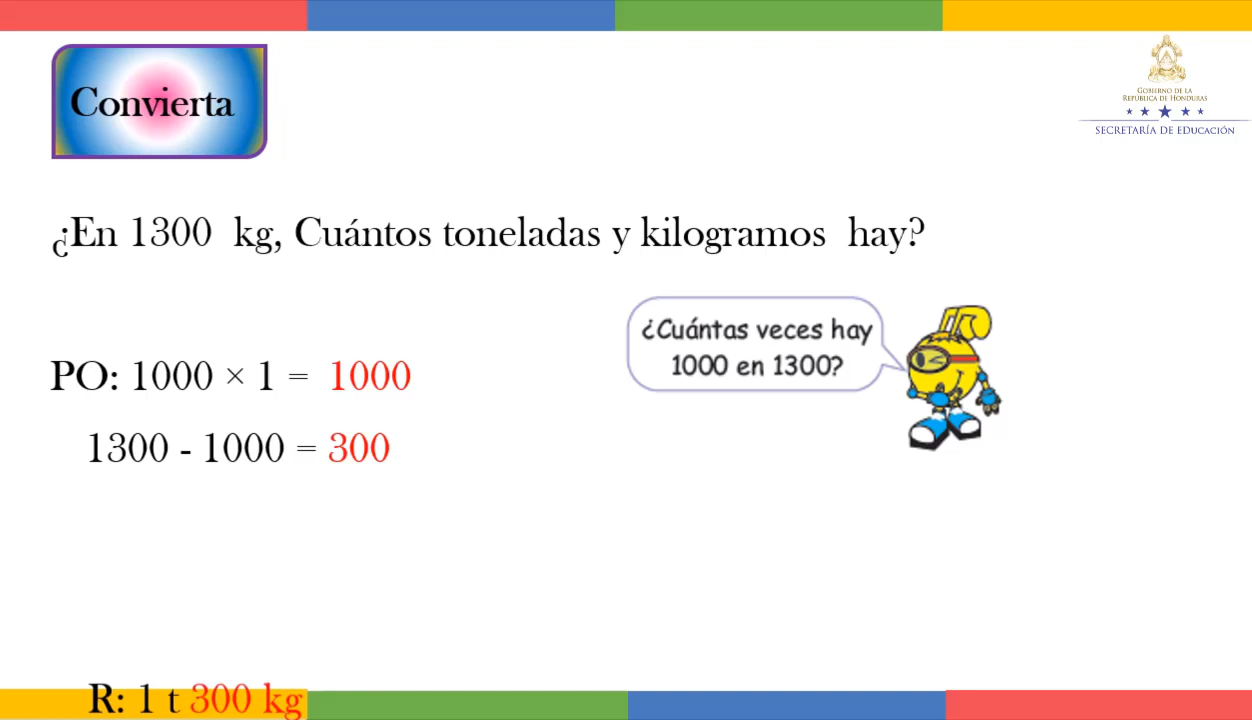 Convierta
GOBIERNO DE LA
REPÚBLICA DE HONDURAS
SECRETARÍA DE EDUCACIÓN
¿En 1300 kg, Cuántos toneladas y kilogramos hay?
¿Cuántas veces hay
1000 en 1300?
PO: 1000 × 1 = 1000
1300 - 1000 = 300
R: 1 t 300 kg